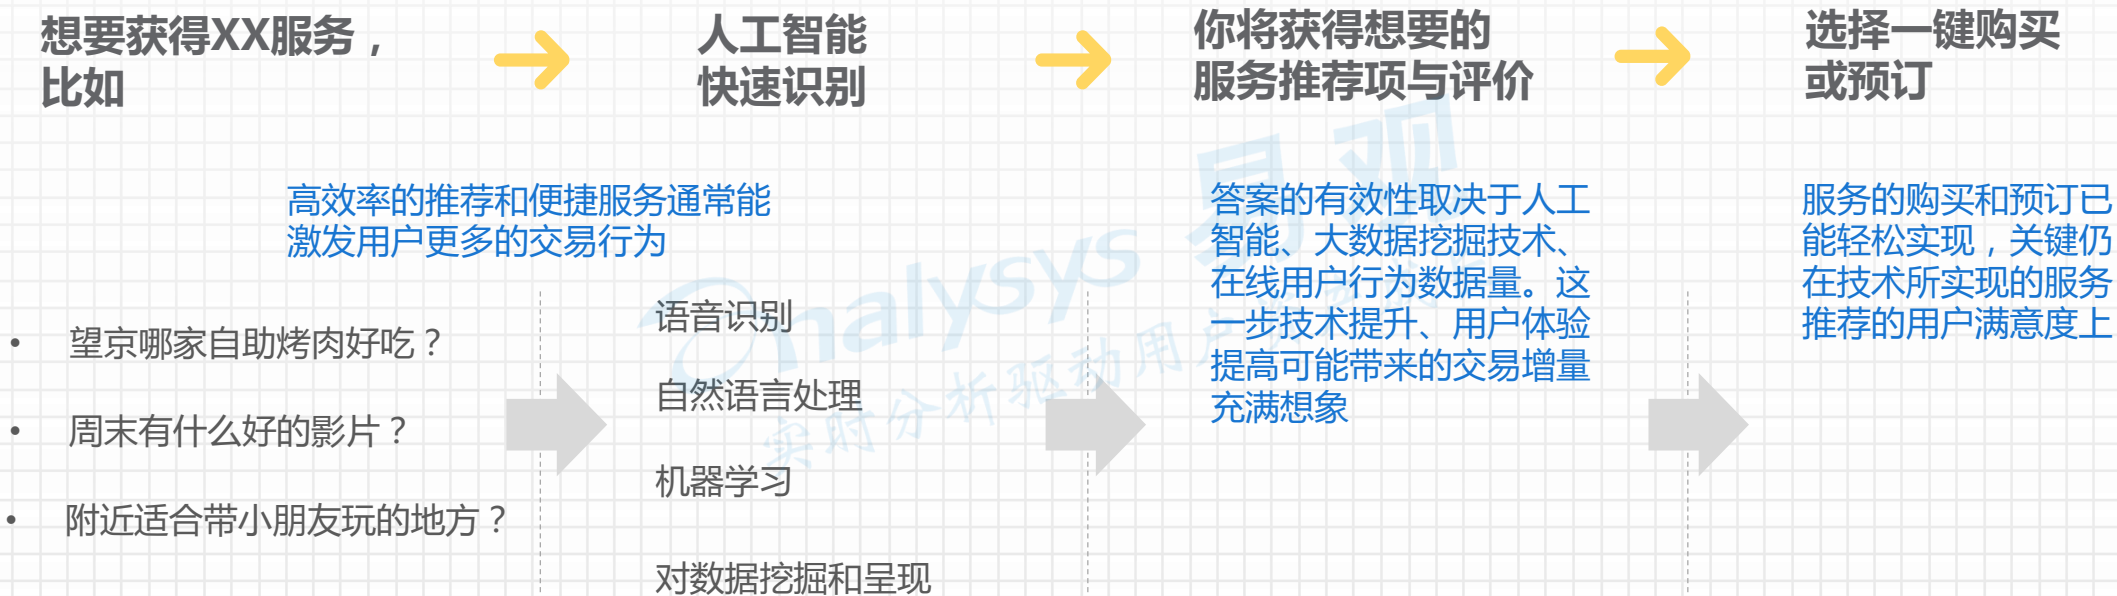 想要获得XX服务，
比如
人工智能
快速识别
你将获得想要的
服务推荐项与评价
选择一键购买
或预订
高效率的推荐和便捷服务通常能
激发用户更多的交易行为
• 望京哪家自助烤肉好吃？
• 周末有什么好的影片？
• 附近适合带小朋友玩的地方？
语音识别
自然语言处理
机器学习
对数据挖掘和呈现
答案的有效性取决于人工
智能、大数据挖掘技术、
在线用户行为数据量。这
一步技术提升、用户体验
提高可能带来的交易增量
充满想象
服务的购买和预订已
能轻松实现，关键仍
在技术所实现的服务
推荐的用户满意度上
analysys 易观
实时分析驱动用户